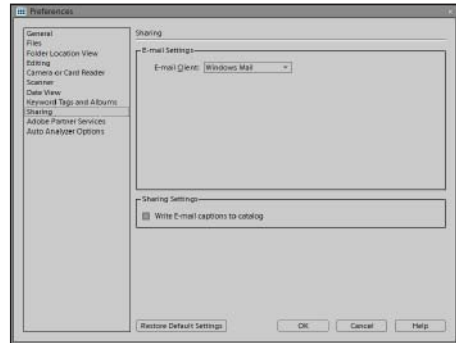 Preferences
General
Files
Folder Location View
Editing
Camera or Card Reader
Scanner
Date View
Keyword Tags and Albums
Sharing
Adobe Partner Services
Auto Analyzer Options
Sharing
E-mail Settings
E-mail Client: Windows Mail
Sharing Settings
Write E-mail captions to catalog
Restore Default Settings
OK
Cancel
Help